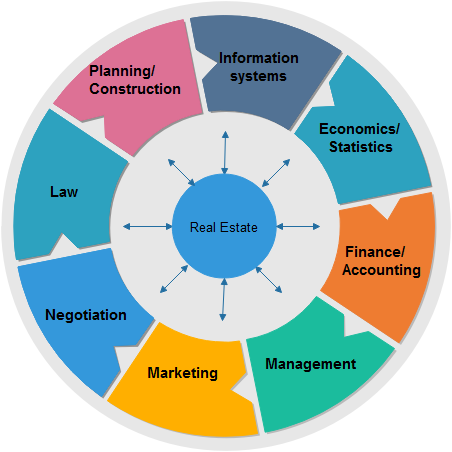 Information
systems
Economics/
Statistics
Finance/
Accounting
Management
Marketing
Negotiation
Law
Planning/
Construction
Real Estate